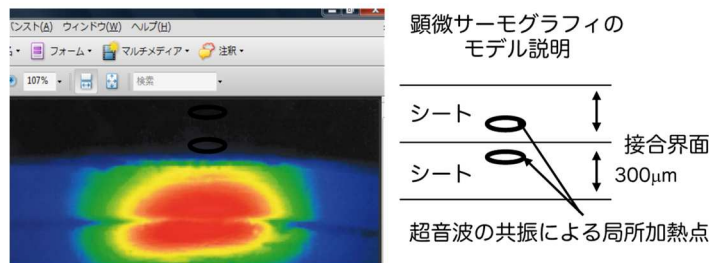 バンスト(A) ウィンドウ(W) ヘルプ(H)
フォーム マルチメディア 注釈
107% 検索
顕微サーモグラフィの
モデル説明
シート
接合界面
シート
300μm
超音波の共振による局所加熱点